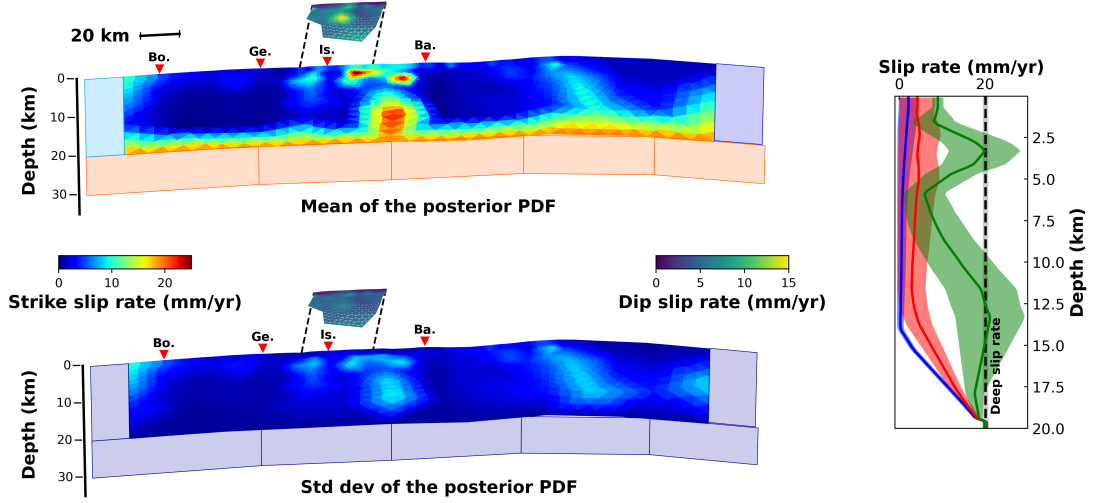 20 km
Bo.
Ge.
Is.
Ba.
Depth (km)
0
10
20
30
Mean of the posterior PDF
0
10
20
Strike slip rate (mm/yr)
0
5
10
15
Dip slip rate (mm/yr)
Bo.
Ge.
Is.
Ba.
Depth (km)
0
10
20
30
Std dev of the posterior PDF
Slip rate (mm/yr)
0
20
2.5
5.0
7.5
10.0
12.5
15.0
17.5
20.0
Depth (km)
Deep slip rate